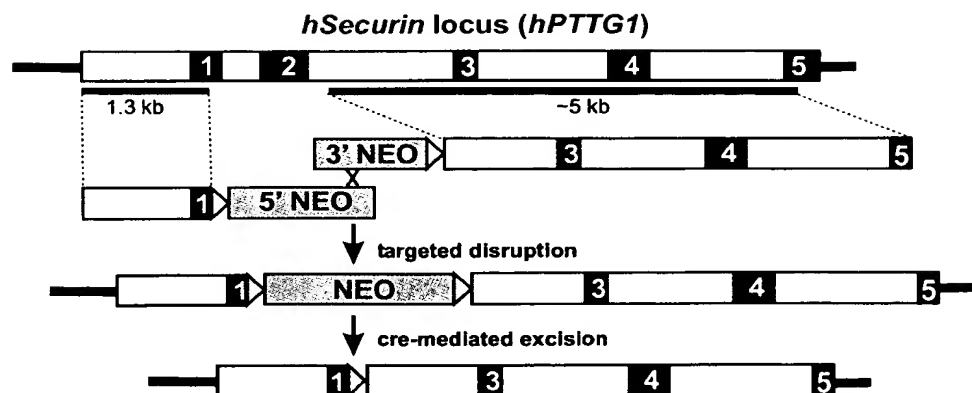 hSecurin locus (hPTTG1)
1 2 3 4 5
1.3 kb ~5 kb
3' NEO 3 4 5
1 5' NEO
X
targeted disruption
1 NEO 3 4 5
cre-mediated excision
1 3 4 5